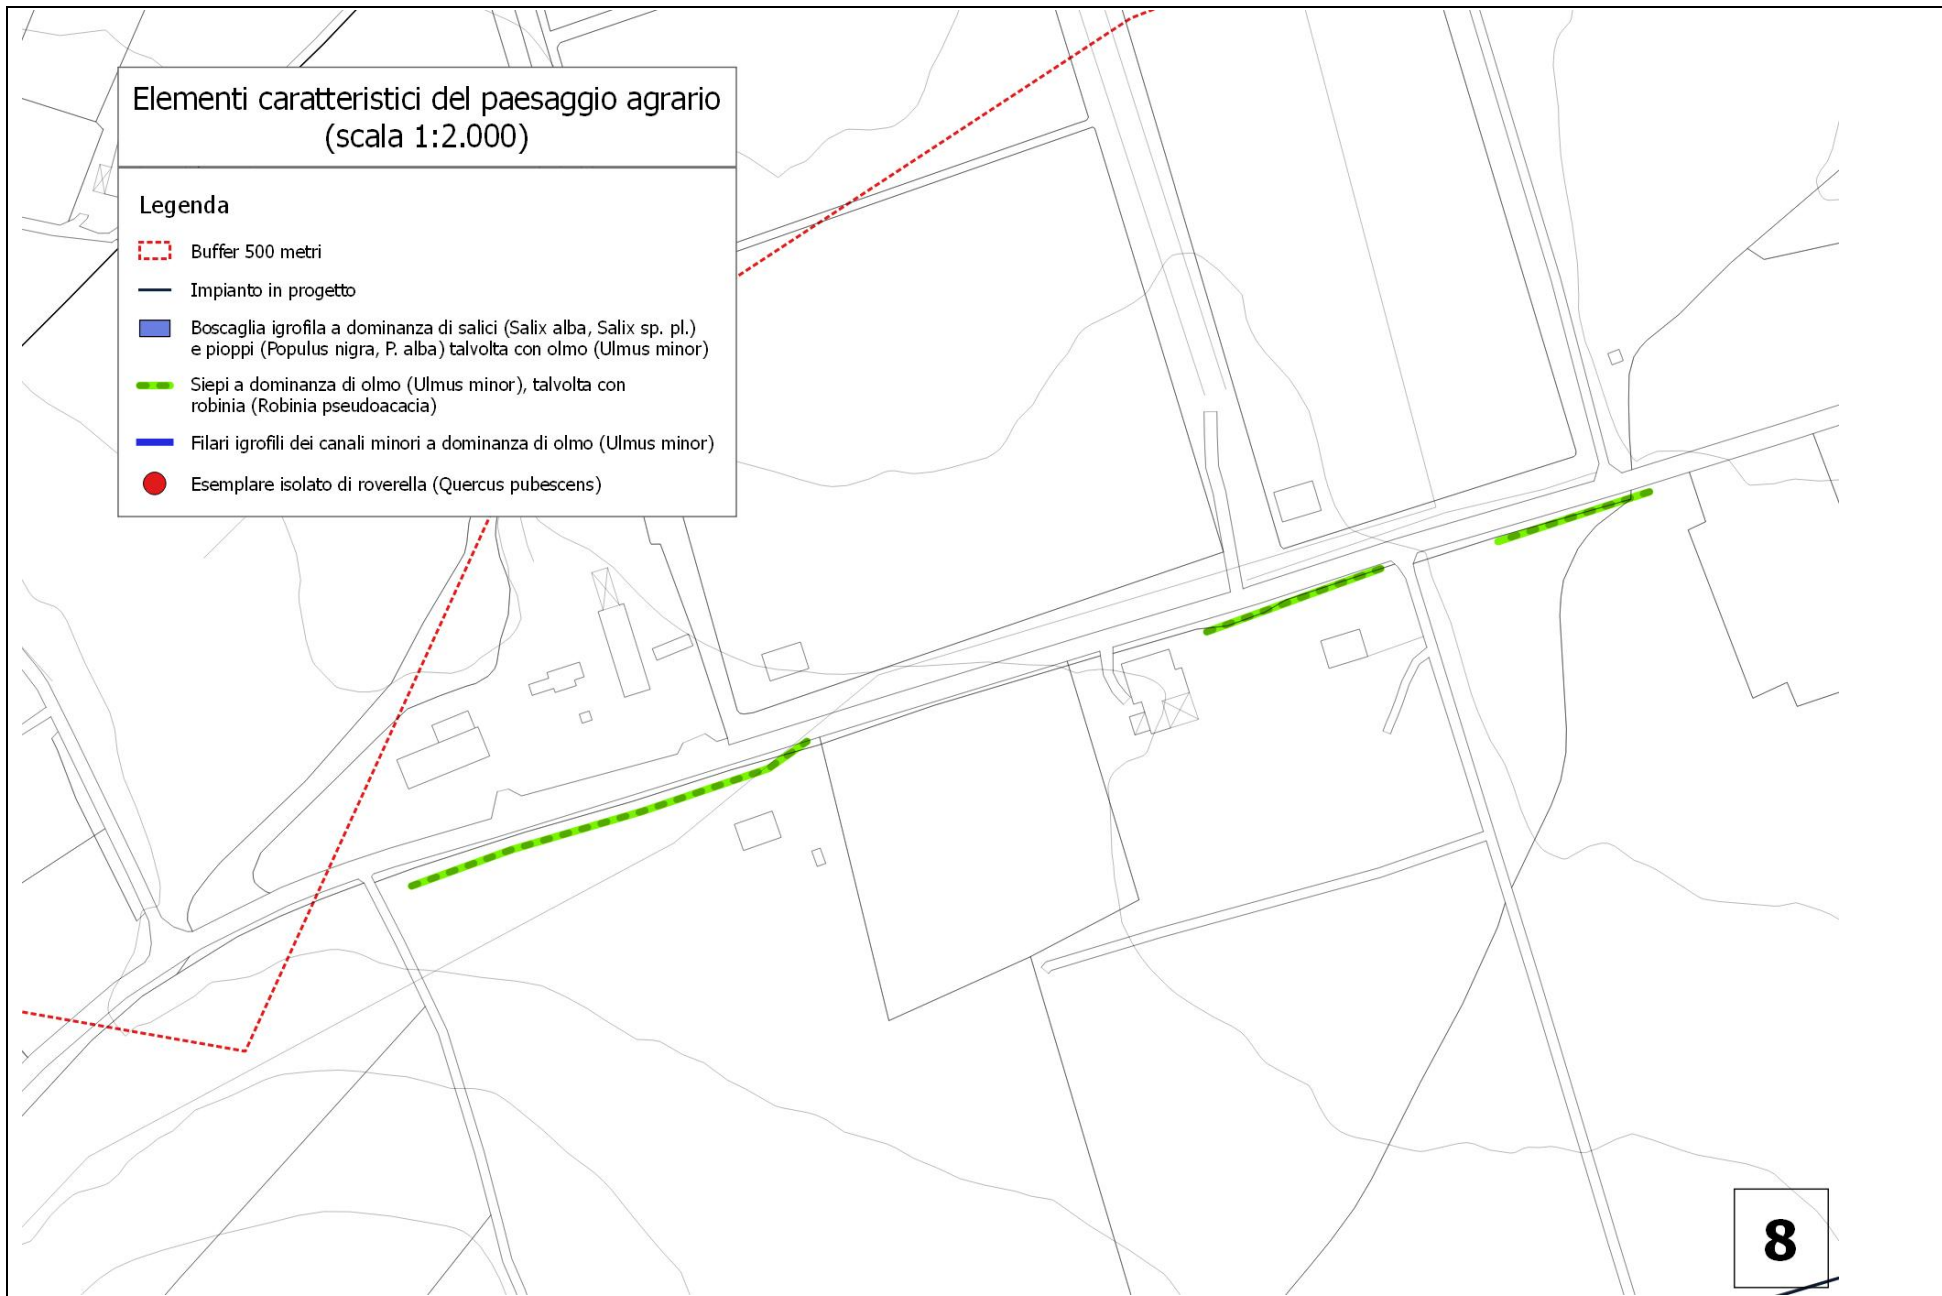 Elementi caratteristici del paesaggio agrario
(scala 1:2.000)
Legenda
Buffer 500 metri
Impianto in progetto
Boscaglia igrofila a dominanza di salici (Salix alba, Salix sp. pl.)
e pioppi (Populus nigra, P. alba) talvolta con olmo (Ulmus minor)
Siepi a dominanza di olmo (Ulmus minor), talvolta con
robinia (Robinia pseudoacacia)
Filari igrofili dei canali minori a dominanza di olmo (Ulmus minor)
Esemplare isolato di roverella (Quercus pubescens)
8